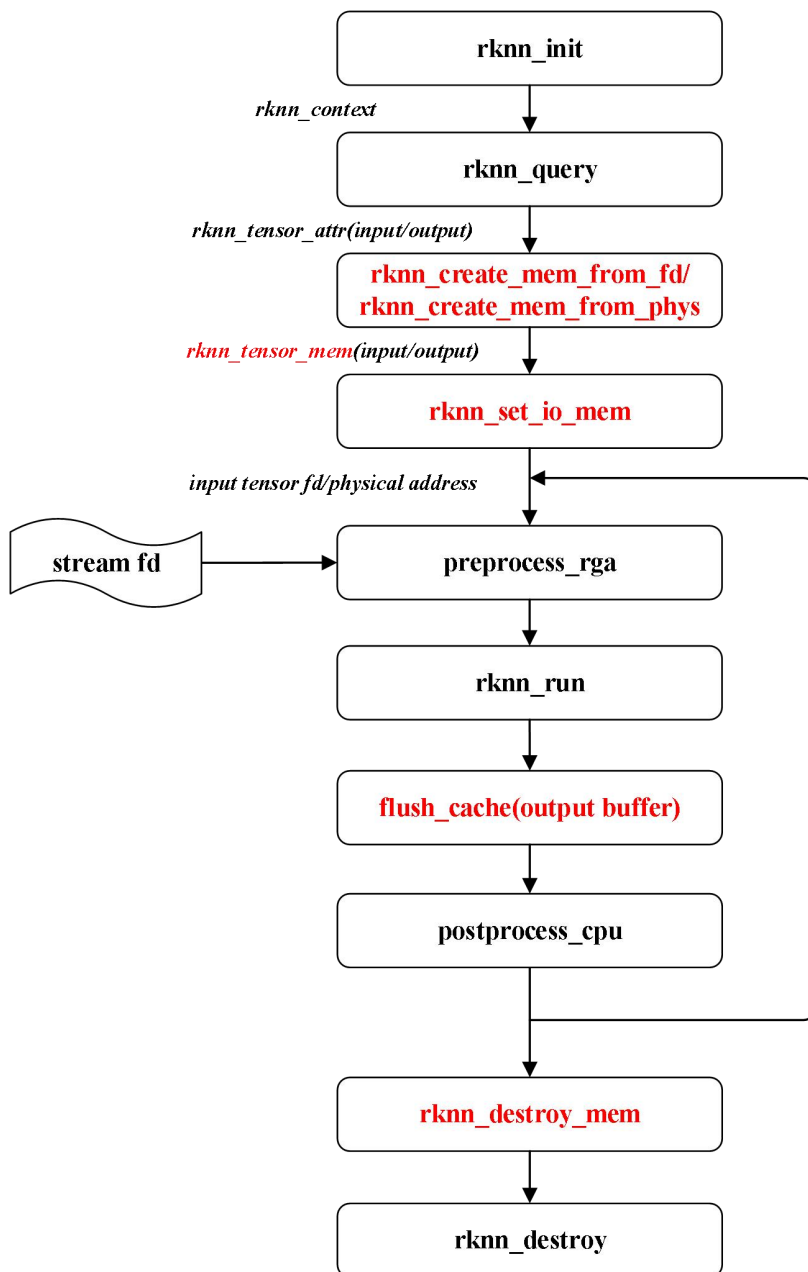 rknn_init
rknn_context
rknn_query
rknn_tensor_attr(input/output)
rknn_create_mem_from_fd/
rknn_create_mem_from_phys
rknn_tensor_mem(input/output)
rknn_set_io_mem
input tensor fd/physical address
stream fd
preprocess_rga
rknn_run
flush_cache(output buffer)
postprocess_cpu
rknn_destroy_mem
rknn_destroy